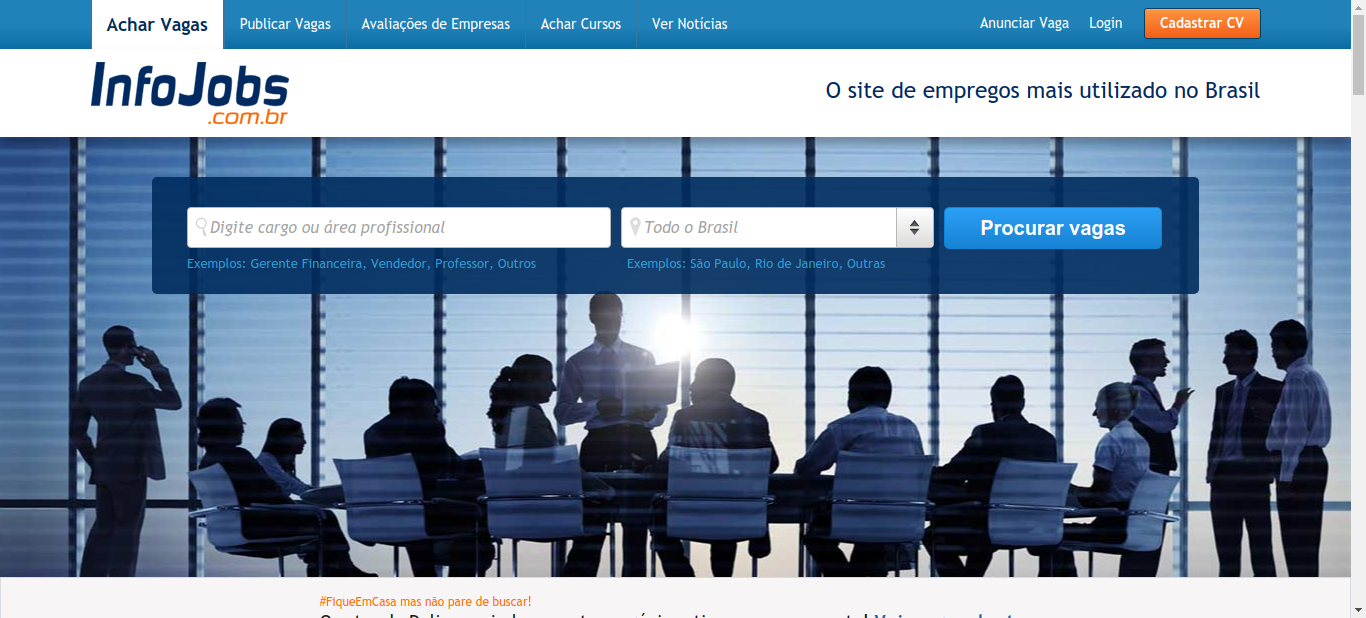 Achar Vagas Publicar Vagas Avaliações de Empresas Achar Cursos Ver Notícias Anunciar Vaga Login Cadastrar CV
InfoJobs
.com.br
O site de empregos mais utilizado no Brasil
Digite cargo ou área profissional Todo o Brasil Procurar vagas
Exemplos: Gerente Financeira, Vendedor, Professor, Outros Exemplos: São Paulo, Rio de Janeiro, Outras
#FiqueEmCasa mas não pare de buscar!